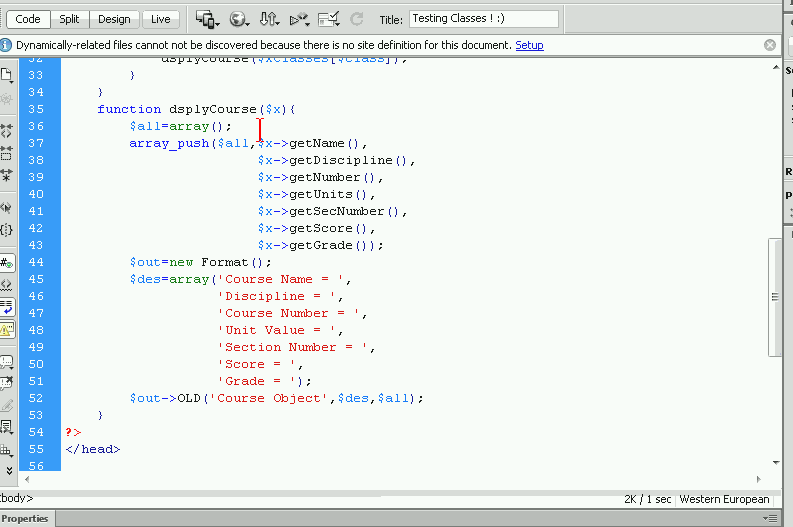 Code Split Design Live Title: Testing Classes ! :)
Dynamically-related files cannot not be discovered because there is no site definition for this document. Setup
32 dsplyCourse($xClasses[$class]);
33 }
34 }
35 function dsplyCourse($x){
36 $all=array();
37 array_push($all,$x->getName(),
38 $x->getDiscipline(),
39 $x->getNumber(),
40 $x->getUnits(),
41 $x->getSecNumber(),
42 $x->getScore(),
43 $x->getGrade());
44 $out=new Format();
45 $des=array('Course Name = ',
46 'Discipline = ',
47 'Course Number = ',
48 'Unit Value = ',
49 'Section Number = ',
50 'Score = ',
51 'Grade = ');
52 $out->OLD('Course Object',$des,$all);
53 }
54 ?>
55 </head>
56
<body> 2K / 1 sec Western European
Properties